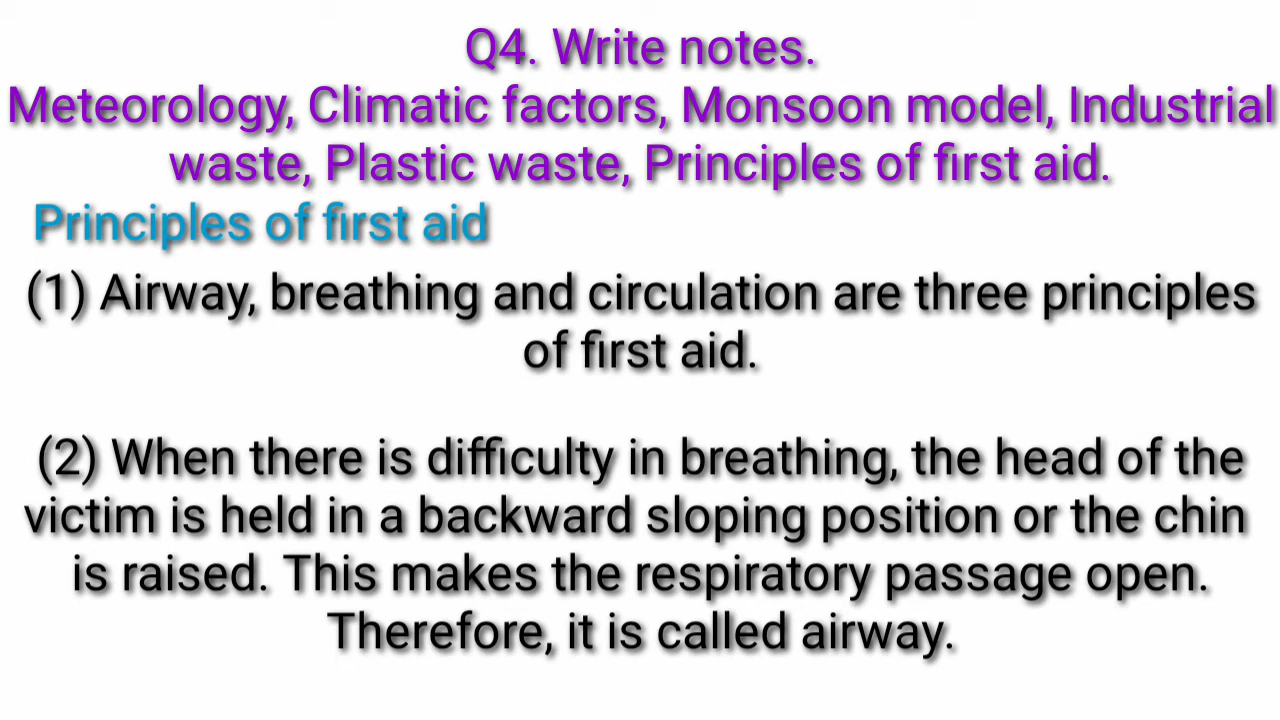 Q4. Write notes.
Meteorology, Climatic factors, Monsoon model, Industrial
waste, Plastic waste, Principles of first aid.
Principles of first aid
(1) Airway, breathing and circulation are three principles
of first aid.
(2) When there is difficulty in breathing, the head of the
victim is held in a backward sloping position or the chin
is raised. This makes the respiratory passage open.
Therefore, it is called airway.